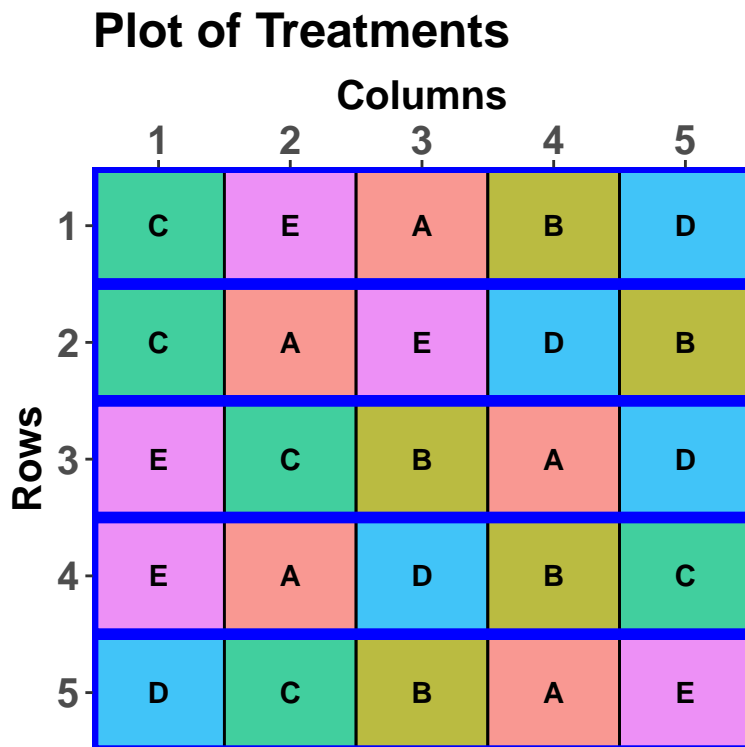 Plot of Treatments
Columns
1 2 3 4 5
1 C E A B D
2 C A E D B
Rows
3 E C B A D
4 E A D B C
5 D C B A E